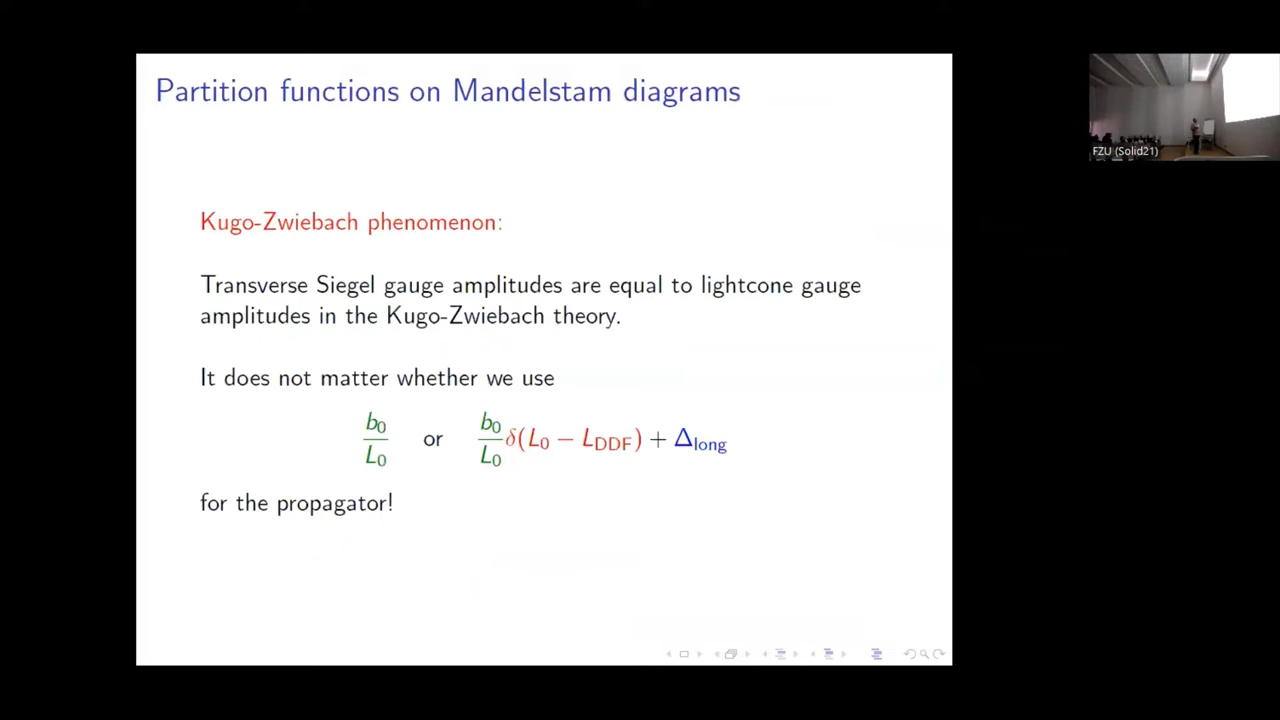 Partition functions on Mandelstam diagrams
Kugo-Zwiebach phenomenon:
Transverse Siegel gauge amplitudes are equal to lightcone gauge
amplitudes in the Kugo-Zwiebach theory.
It does not matter whether we use
b₀/L₀ or b₀/L₀ δ(L₀ − L_DDF) + Δ_long
for the propagator!
FZU (Solid21)